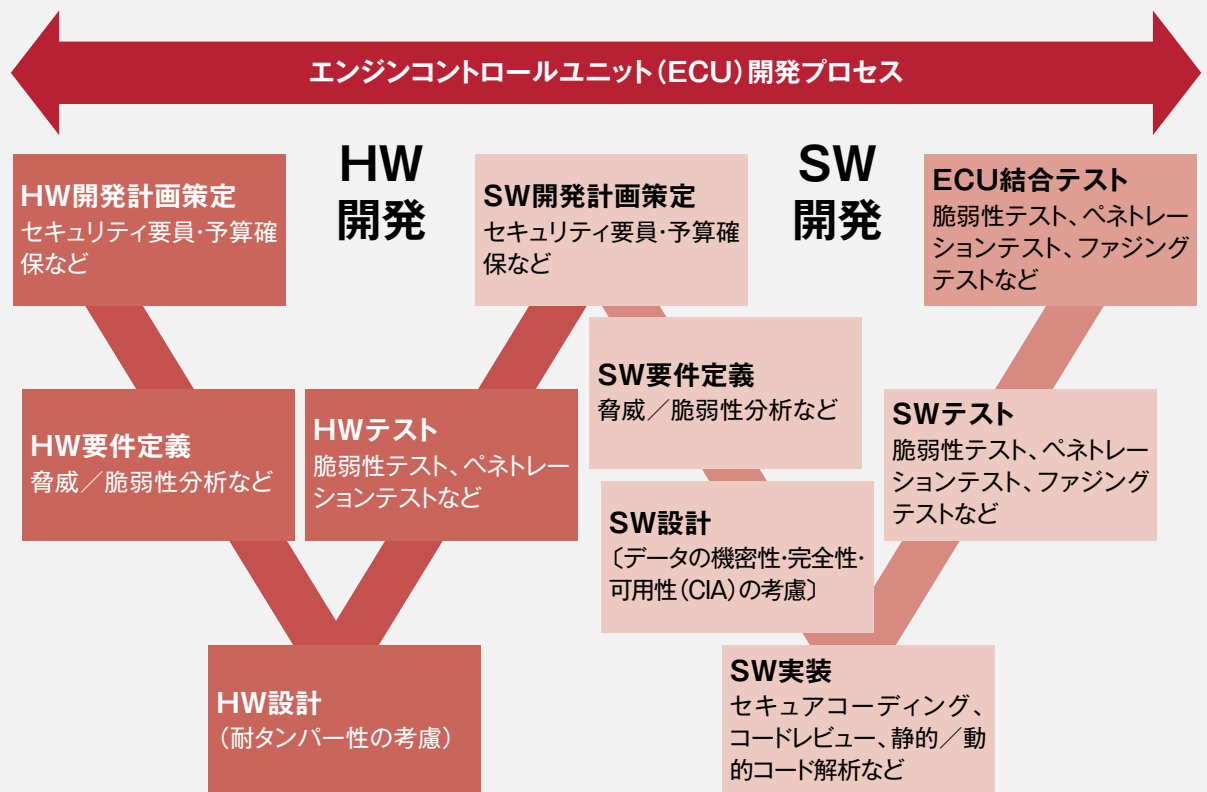 エンジンコントロールユニット（ECU）開発プロセス
HW
開発
SW
開発
HW開発計画策定
セキュリティ要員・予算確
保など
HW要件定義
脅威／脆弱性分析など
HW設計
（耐タンパー性の考慮）
HWテスト
脆弱性テスト、ペネトレー
ションテストなど
SW開発計画策定
セキュリティ要員・予算確
保など
SW要件定義
脅威／脆弱性分析など
SW設計
〔データの機密性・完全性・
可用性（CIA）の考慮〕
SW実装
セキュアコーディング、
コードレビュー、静的／動
的コード解析など
SWテスト
脆弱性テスト、ペネトレー
ションテスト、ファジング
テストなど
ECU結合テスト
脆弱性テスト、ペネトレー
ションテスト、ファジング
テストなど